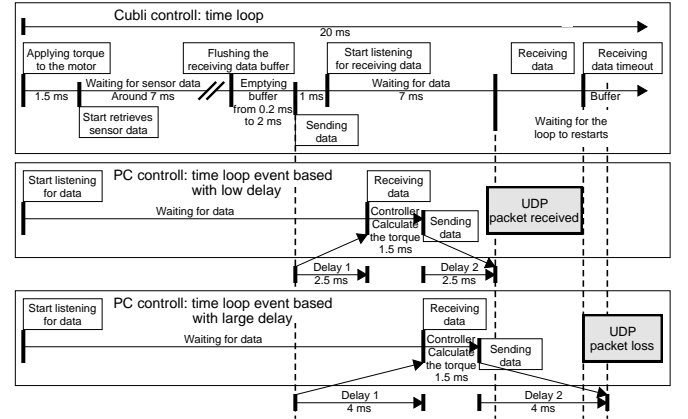 Cubli controll: time loop
20 ms
Applying torque
to the motor
Flushing the
receiving data buffer
Start listening
for receiving data
Receiving
data
Receiving
data timeout
Waiting for sensor data
1.5 ms
Around 7 ms
Emptying
buffer
from 0.2 ms
to 2 ms
1 ms
Waiting for data
7 ms
Buffer
Start retrieves
sensor data
Sending
data
Waiting for the
loop to restarts
Start listening
for data
PC controll: time loop event based
with low delay
Receiving
data
Waiting for data
Controller
Calculate
the torque
1.5 ms
Sending
data
UDP
packet received
Delay 1
2.5 ms
Delay 2
2.5 ms
Start listening
for data
PC controll: time loop event based
with large delay
Receiving
data
Waiting for data
Controller
Calculate
the torque
1.5 ms
Sending
data
UDP
packet loss
Delay 1
4 ms
Delay 2
4 ms